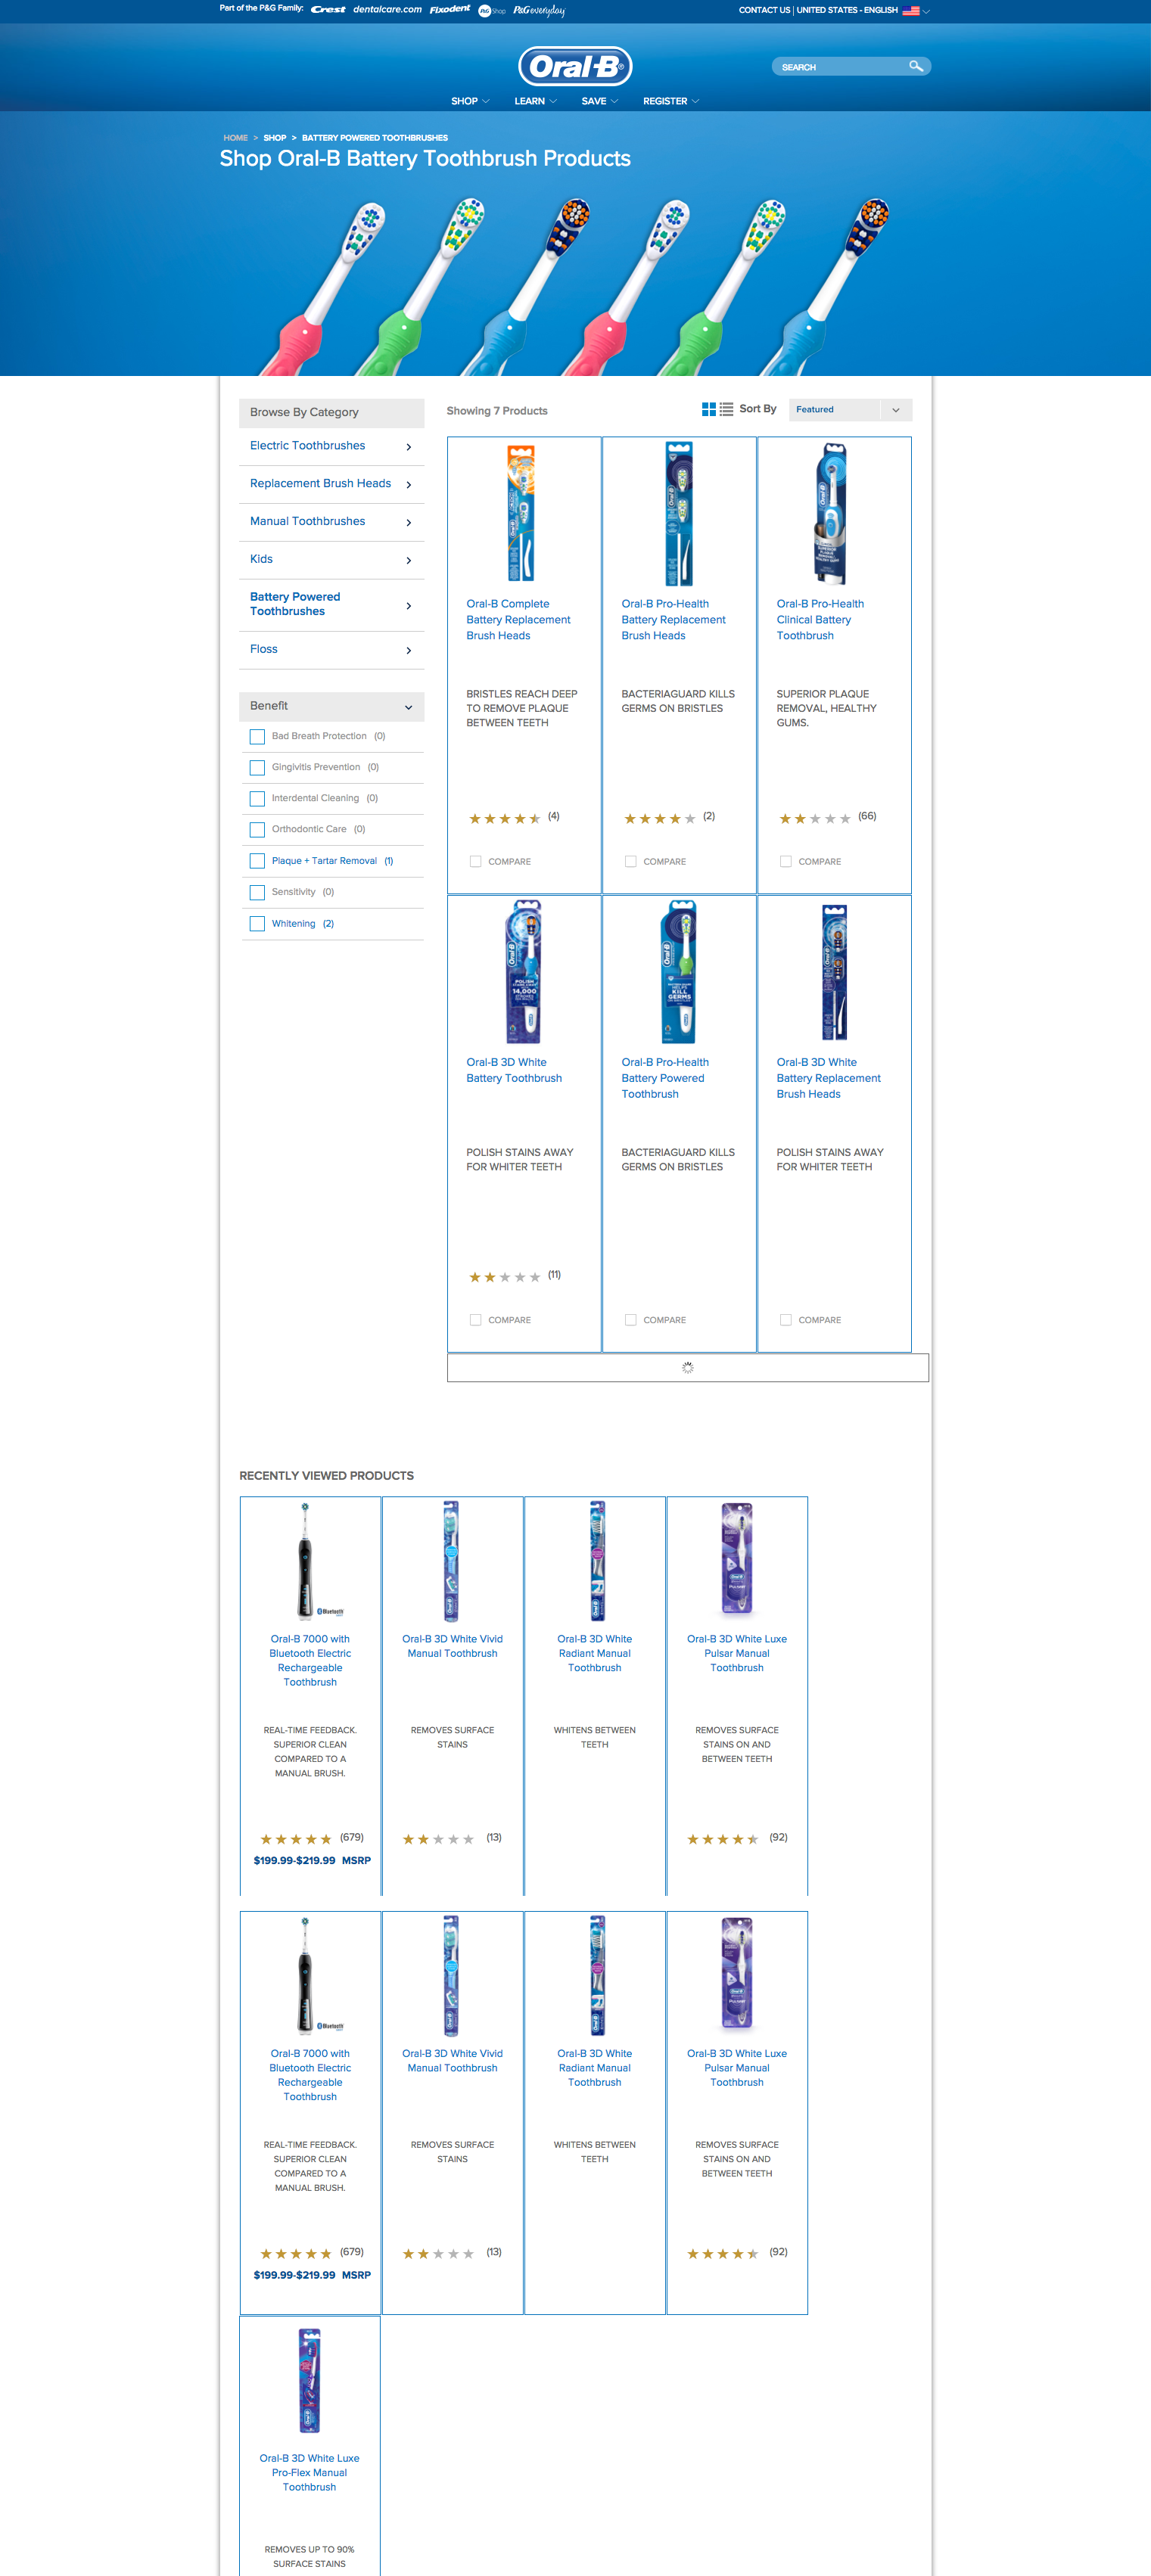 Part of the P&G Family: Crest dentalcare.com Fixodent P&G Shop P&G everyday
CONTACT US | UNITED STATES - ENGLISH
Oral-B
SEARCH
SHOP LEARN SAVE REGISTER
HOME > SHOP > BATTERY POWERED TOOTHBRUSHES
Shop Oral-B Battery Toothbrush Products
Browse By Category
Electric Toothbrushes
Replacement Brush Heads
Manual Toothbrushes
Kids
Battery Powered
Toothbrushes
Floss
Benefit
Bad Breath Protection (0)
Gingivitis Prevention (0)
Interdental Cleaning (0)
Orthodontic Care (0)
Plaque + Tartar Removal (1)
Sensitivity (0)
Whitening (2)
Showing 7 Products
Sort By
Featured
Oral-B Complete
Battery Replacement
Brush Heads
BRISTLES REACH DEEP
TO REMOVE PLAQUE
BETWEEN TEETH
(4)
COMPARE
Oral-B Pro-Health
Battery Replacement
Brush Heads
BACTERIAGUARD KILLS
GERMS ON BRISTLES
(2)
COMPARE
Oral-B
Oral-B Pro-Health
Clinical Battery
Toothbrush
SUPERIOR PLAQUE
REMOVAL, HEALTHY
GUMS.
(66)
COMPARE
Oral-B
POLISH
14,000
Oral-B 3D White
Battery Toothbrush
POLISH STAINS AWAY
FOR WHITER TEETH
(11)
COMPARE
Oral-B
KILL
GERMS
Oral-B Pro-Health
Battery Powered
Toothbrush
BACTERIAGUARD KILLS
GERMS ON BRISTLES
COMPARE
Oral-B 3D White
Battery Replacement
Brush Heads
POLISH STAINS AWAY
FOR WHITER TEETH
COMPARE
RECENTLY VIEWED PRODUCTS
Bluetooth
Oral-B 7000 with
Bluetooth Electric
Rechargeable
Toothbrush
REAL-TIME FEEDBACK.
SUPERIOR CLEAN
COMPARED TO A
MANUAL BRUSH.
(679)
$199.99-$219.99 MSRP
Oral-B 3D White Vivid
Manual Toothbrush
REMOVES SURFACE
STAINS
(13)
Oral-B 3D White
Radiant Manual
Toothbrush
WHITENS BETWEEN
TEETH
Oral-B
PULSAR
Oral-B 3D White Luxe
Pulsar Manual
Toothbrush
REMOVES SURFACE
STAINS ON AND
BETWEEN TEETH
(92)
Bluetooth
Oral-B 7000 with
Bluetooth Electric
Rechargeable
Toothbrush
REAL-TIME FEEDBACK.
SUPERIOR CLEAN
COMPARED TO A
MANUAL BRUSH.
(679)
$199.99-$219.99 MSRP
Oral-B 3D White Vivid
Manual Toothbrush
REMOVES SURFACE
STAINS
(13)
Oral-B 3D White
Radiant Manual
Toothbrush
WHITENS BETWEEN
TEETH
Oral-B
PULSAR
Oral-B 3D White Luxe
Pulsar Manual
Toothbrush
REMOVES SURFACE
STAINS ON AND
BETWEEN TEETH
(92)
Oral-B 3D White Luxe
Pro-Flex Manual
Toothbrush
REMOVES UP TO 90%
SURFACE STAINS